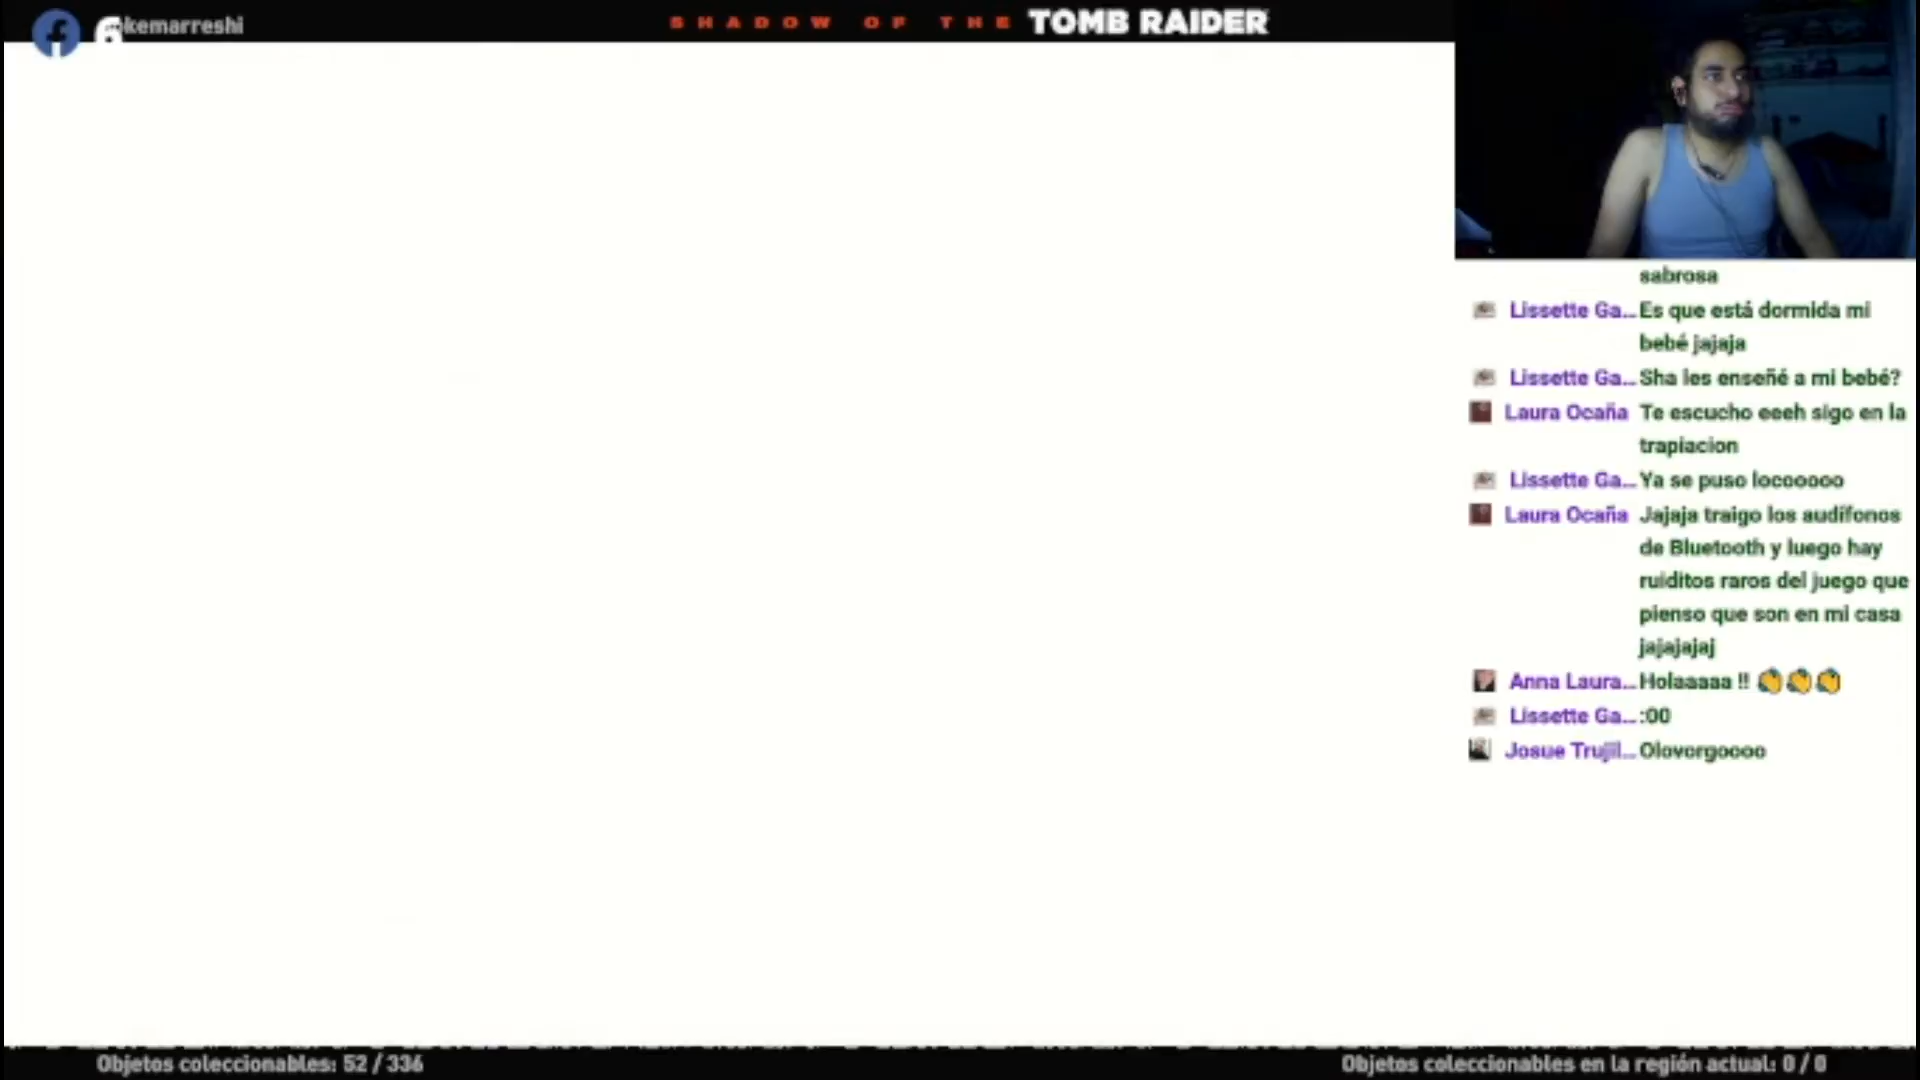 kemarreshi
6
SHADOW OF THE TOMB RAIDER
sabrosa
Lissette Ga... Es que está dormida mi
bebé jajaja
Lissette Ga... Sha les enseñé a mi bebé?
Laura Ocaña Te escucho eeeh sigo en la
trapiacion
Lissette Ga... Ya se puso locooooo
Laura Ocaña Jajaja traigo los audífonos
de Bluetooth y luego hay
ruiditos raros del juego que
pienso que son en mi casa
jajajajaj
Anna Laura... Holaaaaa !! 👏👏👏
Lissette Ga... :00
Josue Trujil... Olovorgoooo
Objetos coleccionables: 52 / 336
Objetos coleccionables en la región actual: 0 / 0